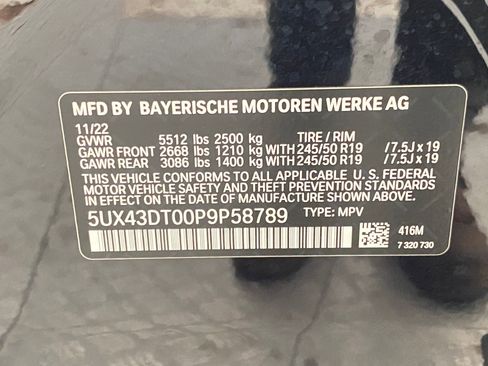 MFD BY BAYERISCHE MOTOREN WERKE AG
11/22
GVWR 5512 lbs 2500 kg TIRE / RIM
GAWR FRONT 2668 lbs 1210 kg WITH 245/50 R19 /7.5J x 19
GAWR REAR 3086 lbs 1400 kg WITH 245/50 R19 /7.5J x 19
THIS VEHICLE CONFORMS TO ALL APPLICABLE U. S. FEDERAL
MOTOR VEHICLE SAFETY AND THEFT PREVENTION STANDARDS
IN EFFECT ON THE DATE OF MANUFACTURE SHOWN ABOVE.
5UX43DT00P9P58789 TYPE: MPV
416M
7 320 730